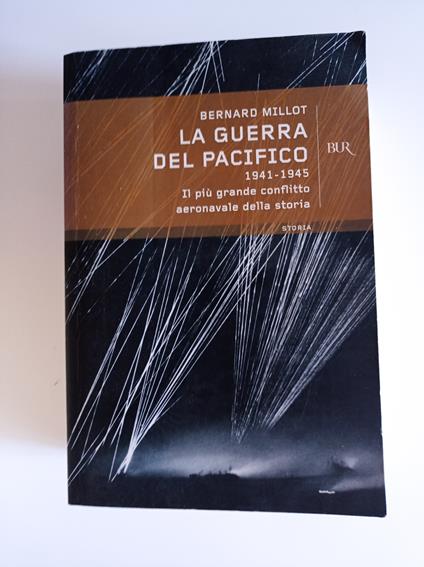 BERNARD MILLOT
LA GUERRA
DEL PACIFICO
1941-1945
Il più grande conflitto
aeronavale della storia
BUR
STORIA